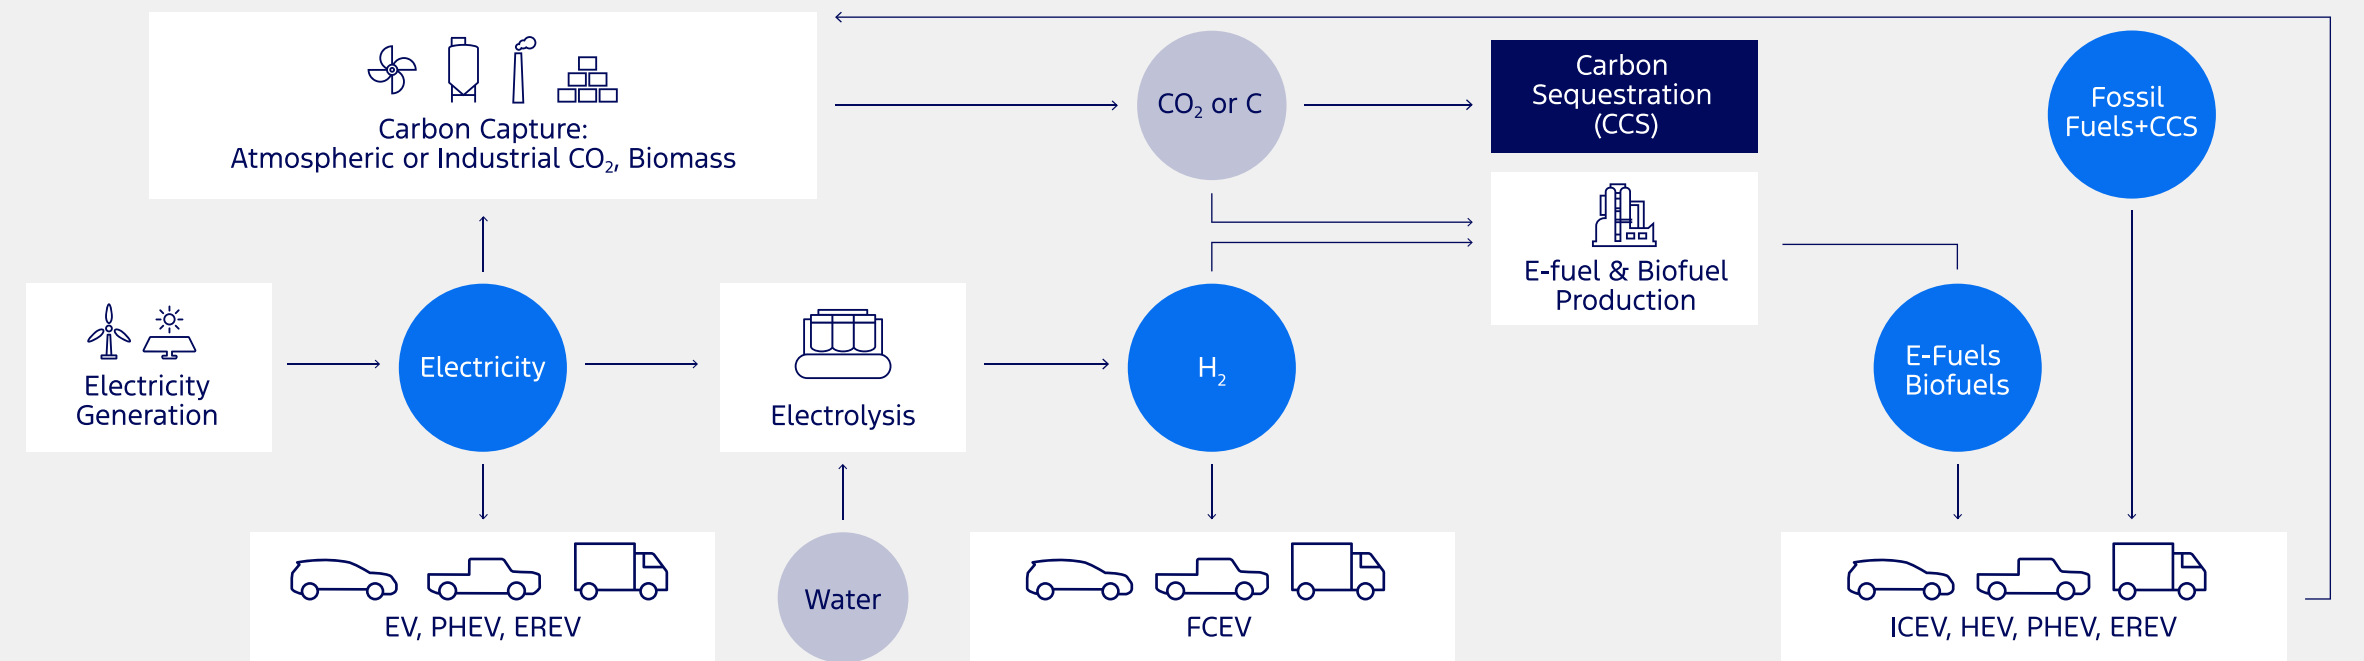 Carbon Capture:
Atmospheric or Industrial CO₂, Biomass
CO₂ or C
Carbon
Sequestration
(CCS)
Fossil
Fuels+CCS
E-fuel & Biofuel
Production
Electricity
Generation
Electricity
Electrolysis
H₂
E-Fuels
Biofuels
EV, PHEV, EREV
Water
FCEV
ICEV, HEV, PHEV, EREV